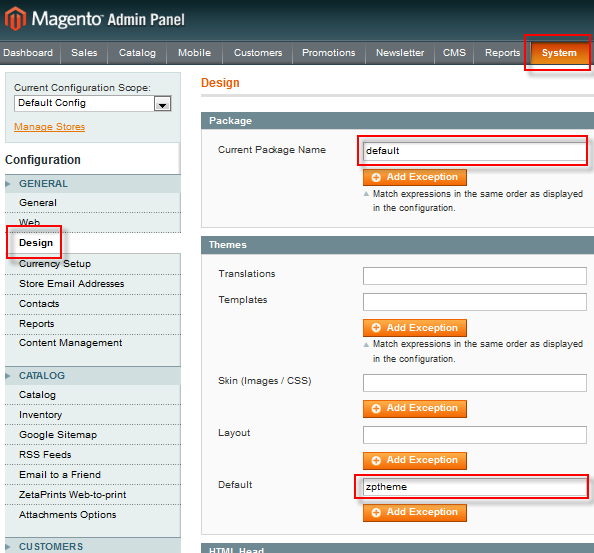 Magento Admin Panel
Dashboard Sales Catalog Mobile Customers Promotions Newsletter CMS Reports System
Current Configuration Scope:
Default Config
Manage Stores
Configuration
GENERAL
General
Web
Design
Currency Setup
Store Email Addresses
Contacts
Reports
Content Management
CATALOG
Catalog
Inventory
Google Sitemap
RSS Feeds
Email to a Friend
ZetaPrints Web-to-print
Attachments Options
CUSTOMERS
Design
Package
Current Package Name default
Add Exception
Match expressions in the same order as displayed
in the configuration.
Themes
Translations
Templates
Add Exception
Match expressions in the same order as displayed
in the configuration.
Skin (Images / CSS)
Add Exception
Layout
Add Exception
Default zptheme
Add Exception
HTML Head